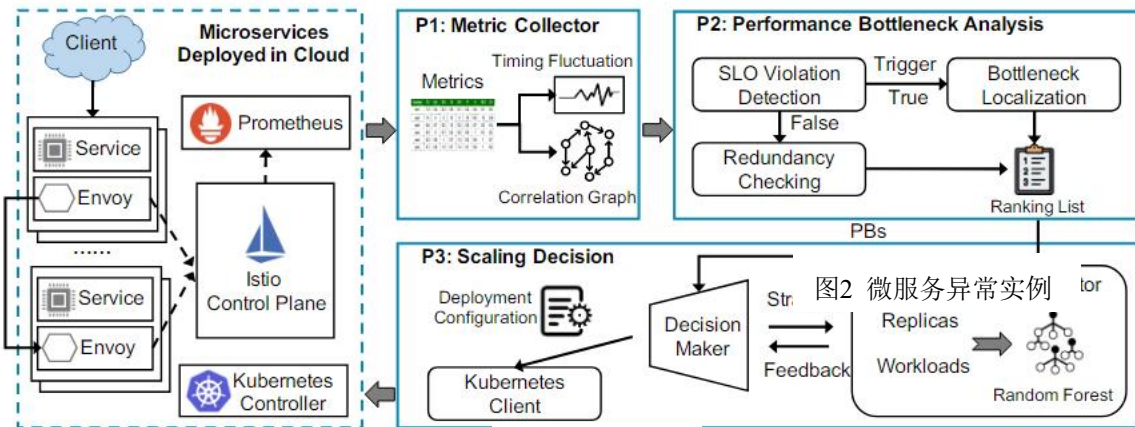 Client
Microservices
Deployed in Cloud
Service
Envoy
......
Service
Envoy
Prometheus
Istio
Control Plane
Kubernetes
Controller
P1: Metric Collector
Metrics
Timing Fluctuation
Correlation Graph
P2: Performance Bottleneck Analysis
SLO Violation
Detection
Trigger
True
Bottleneck
Localization
False
Redundancy
Checking
Ranking List
PBs
P3: Scaling Decision
Deployment
Configuration
Kubernetes
Client
Decision
Maker
Feedback
图2 微服务异常实例
Replicas
Workloads
Random Forest